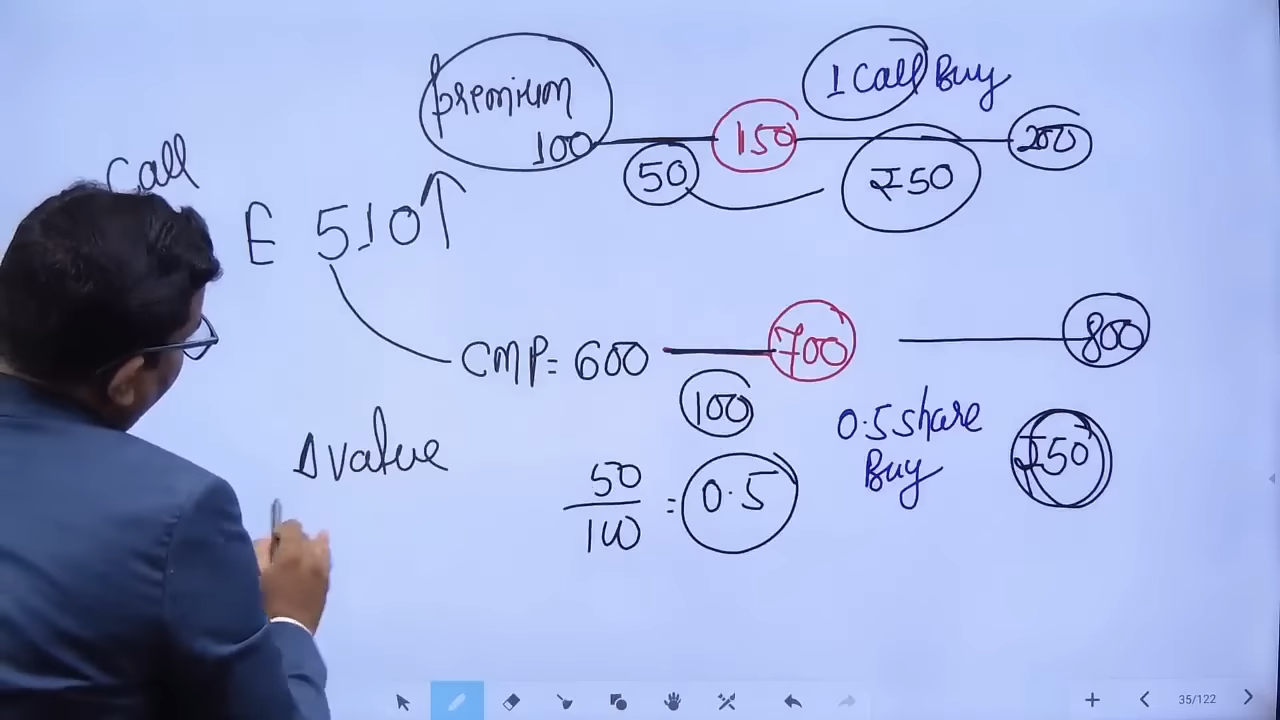 1 Call Buy
premium
100 150 200
50 ₹50
Call
E 510↑
CMP = 600 700 800
100
0.5 share
Buy
₹50
Δ value
50/100 = 0.5
35/122